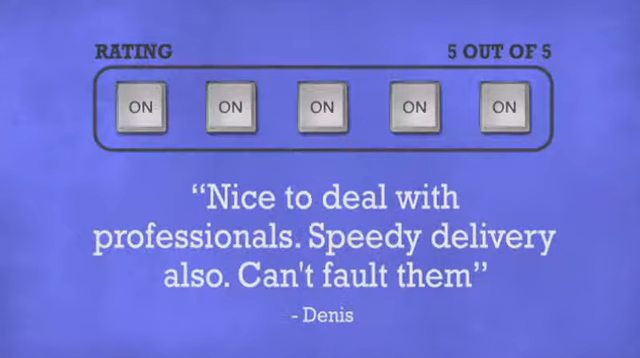 RATING 5 OUT OF 5
ON ON ON ON ON
“Nice to deal with
professionals. Speedy delivery
also. Can't fault them”
- Denis